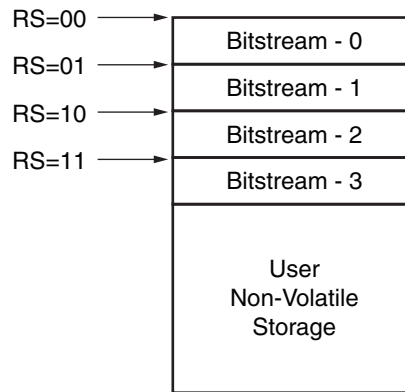 RS=00
Bitstream - 0
RS=01
Bitstream - 1
RS=10
Bitstream - 2
RS=11
Bitstream - 3
User
Non-Volatile
Storage